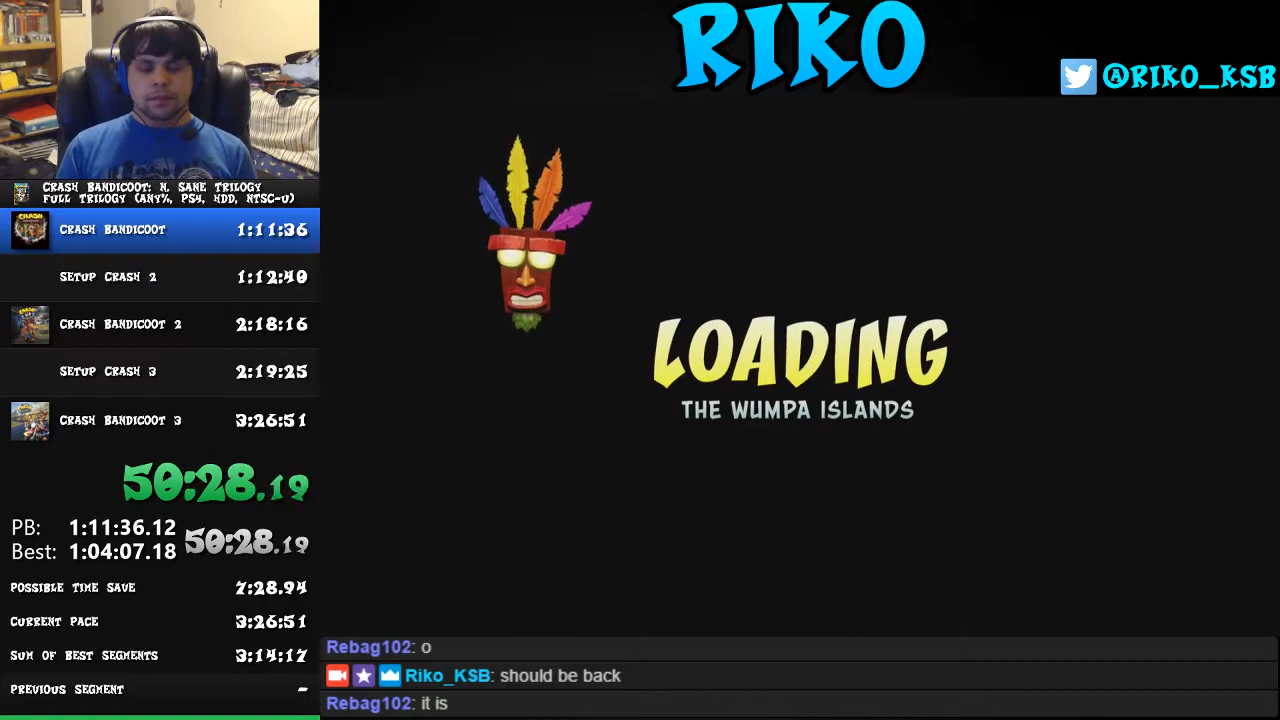 RIKO
@RIKO_KSB
CRASH BANDICOOT: N. SANE TRILOGY
FULL TRILOGY (ANY%, PS4, HDD, NTSC-U)
CRASH BANDICOOT 1:11:36
SETUP CRASH 2 1:12:40
CRASH BANDICOOT 2 2:18:16
SETUP CRASH 3 2:19:25
CRASH BANDICOOT 3 3:26:51
50:28.19
PB: 1:11:36.12
Best: 1:04:07.18
50:28.19
POSSIBLE TIME SAVE 7:28.94
CURRENT PACE 3:26:51
SUM OF BEST SEGMENTS 3:14:17
PREVIOUS SEGMENT –
LOADING
THE WUMPA ISLANDS
Rebag102: o
Riko_KSB: should be back
Rebag102: it is